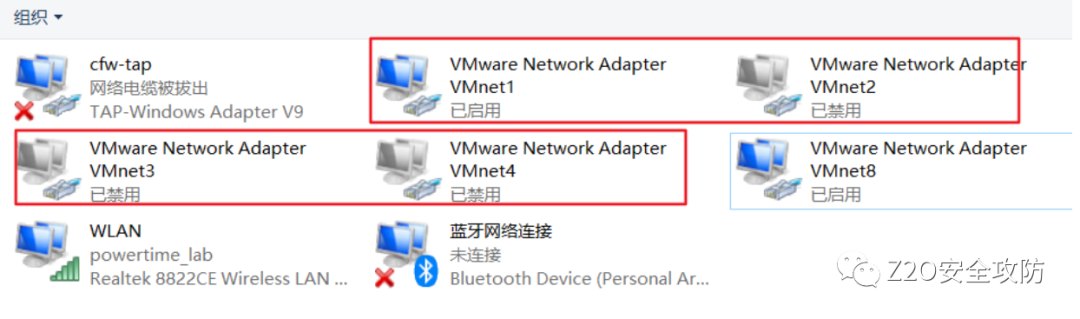 组织
cfw-tap
网络电缆被拔出
TAP-Windows Adapter V9
VMware Network Adapter
VMnet1
已启用
VMware Network Adapter
VMnet2
已禁用
VMware Network Adapter
VMnet3
已禁用
VMware Network Adapter
VMnet4
已禁用
VMware Network Adapter
VMnet8
已启用
WLAN
powertime_lab
Realtek 8822CE Wireless LAN ...
蓝牙网络连接
未连接
Bluetooth Device (Personal Ar...
Z2O安全攻防